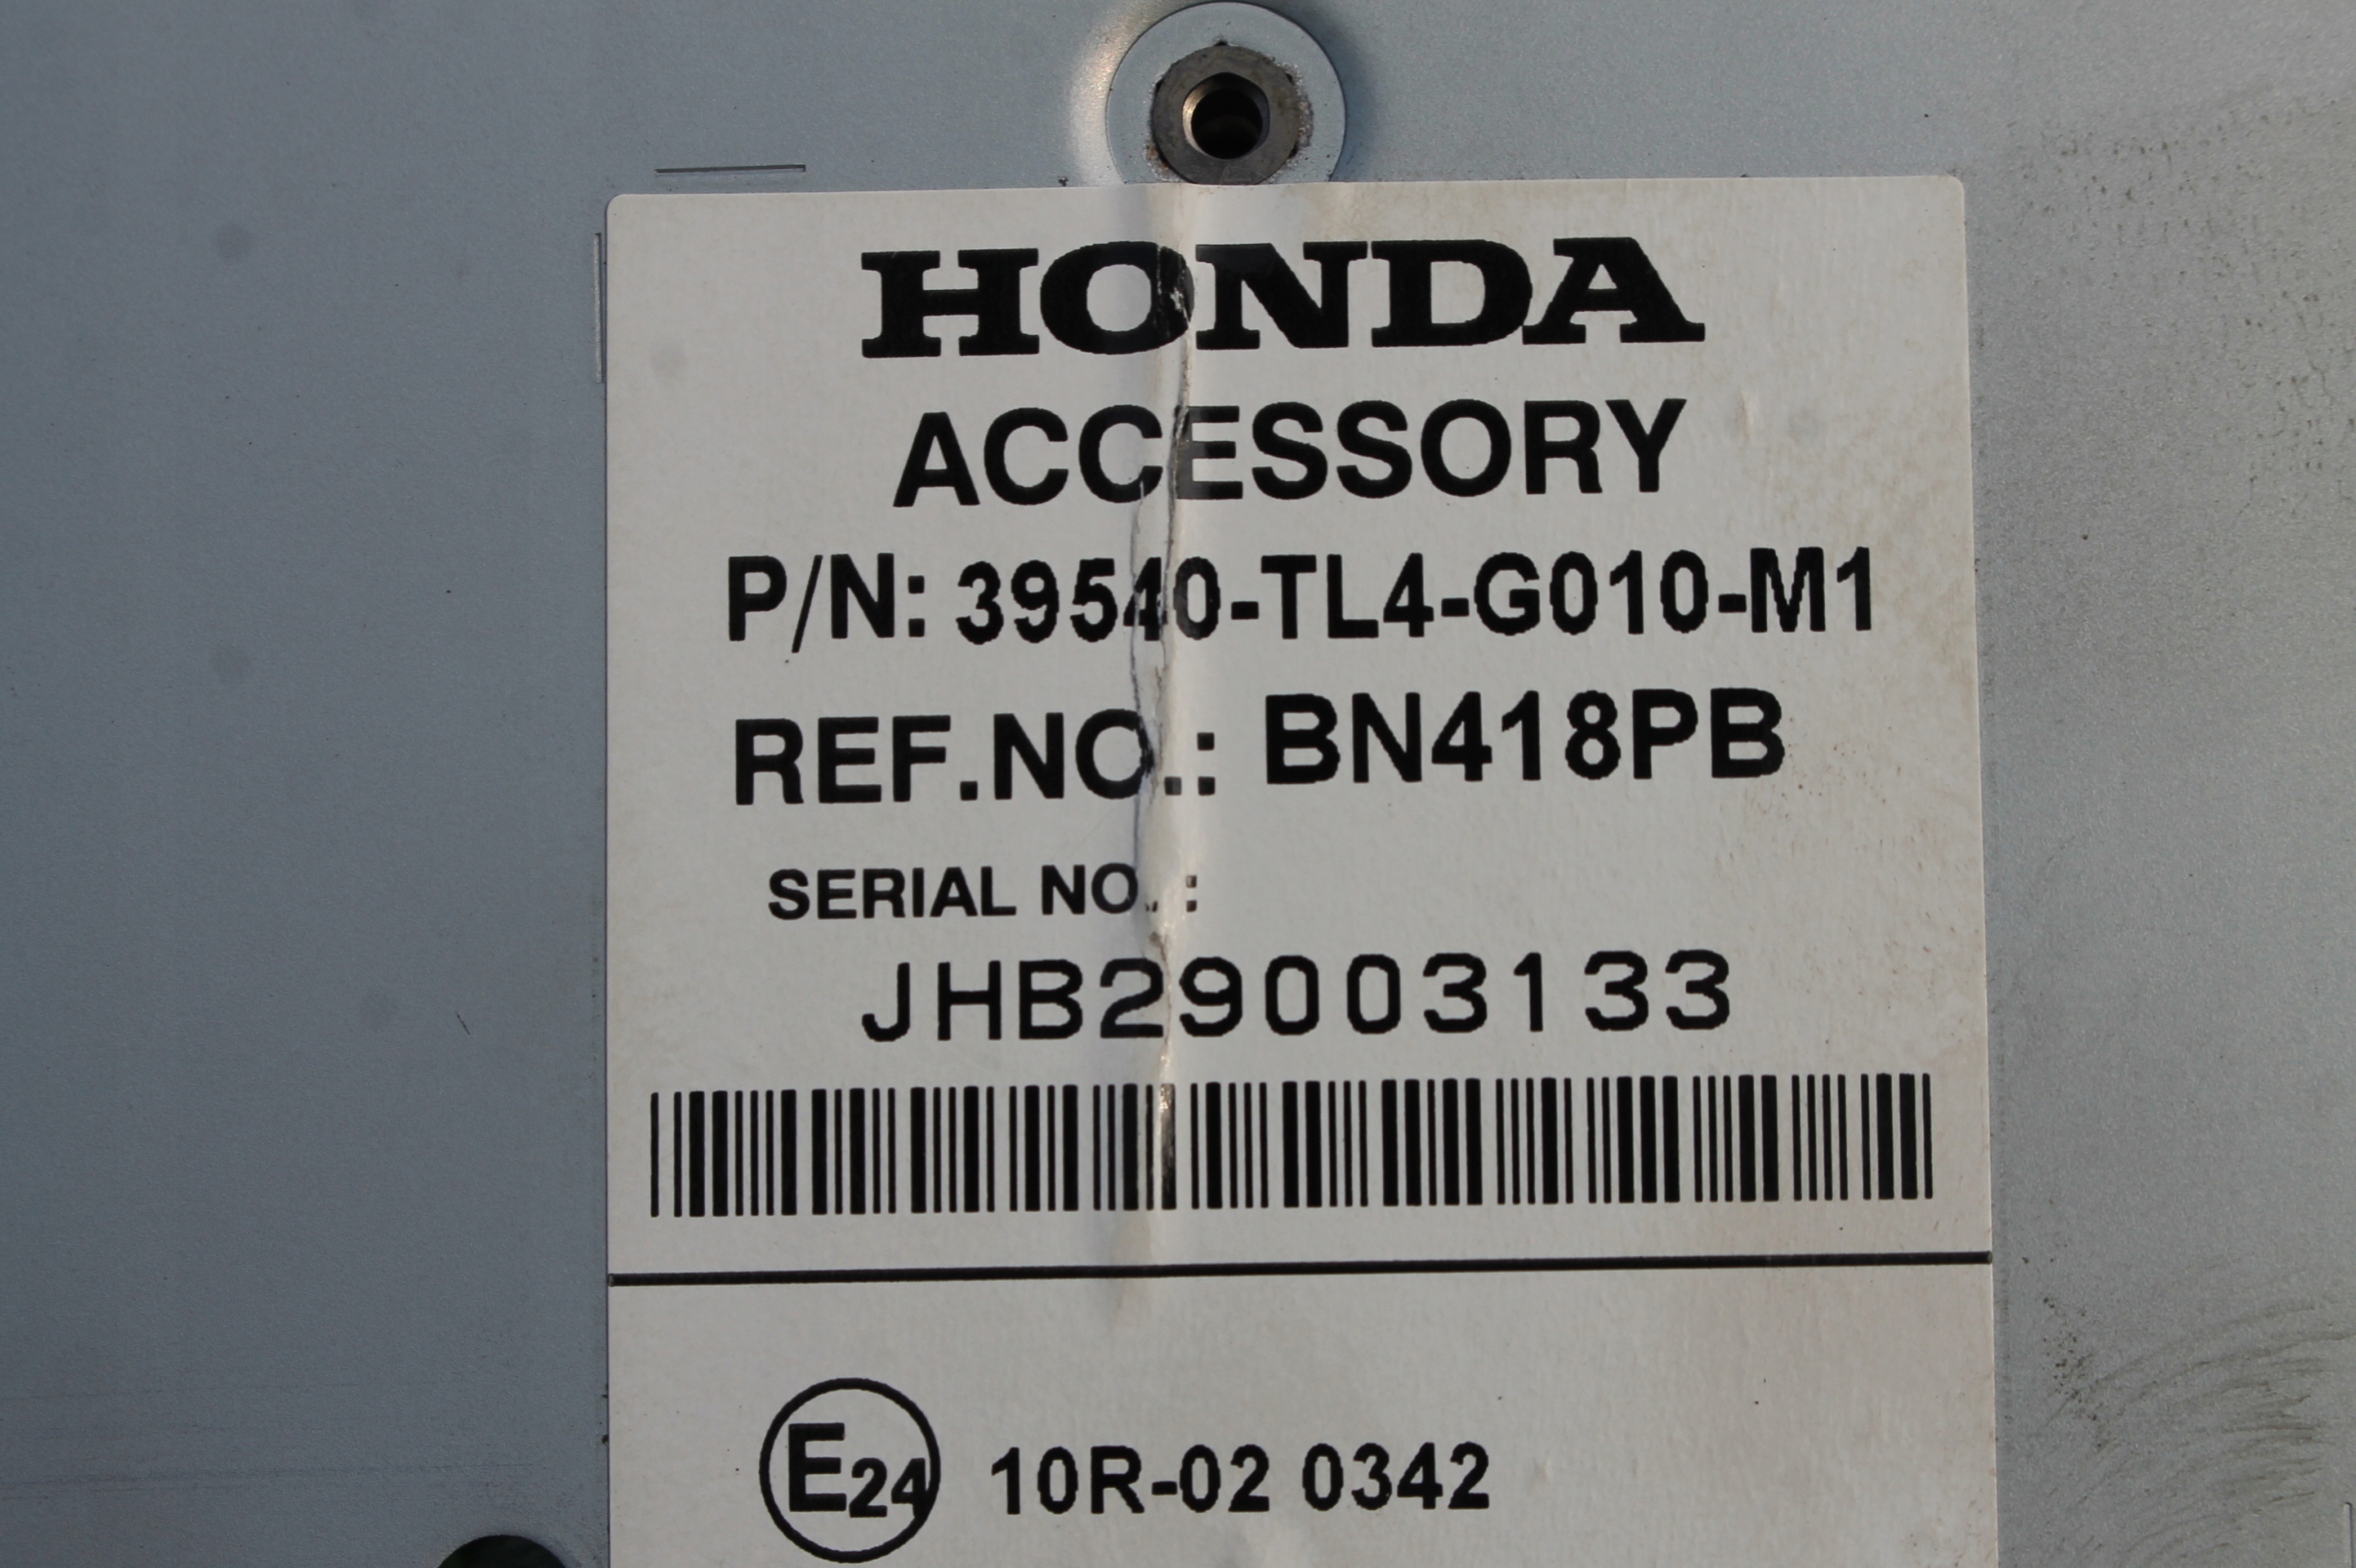 HONDA
ACCESSORY
P/N: 39540-TL4-G010-M1
REF.NO.: BN418PB
SERIAL NO. :
JHB29003133
E24 10R-02 0342